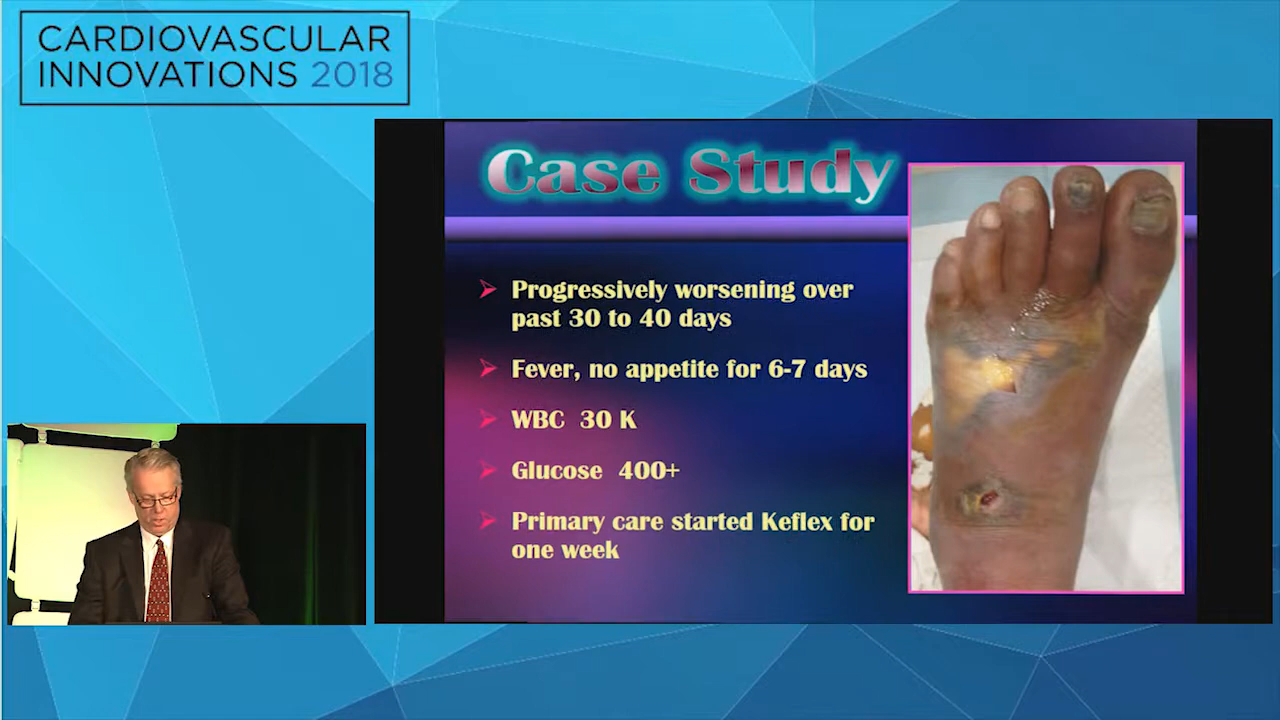 CARDIOVASCULAR
INNOVATIONS 2018
Case Study
Progressively worsening over
past 30 to 40 days
Fever, no appetite for 6-7 days
WBC 30 K
Glucose 400+
Primary care started Keflex for
one week